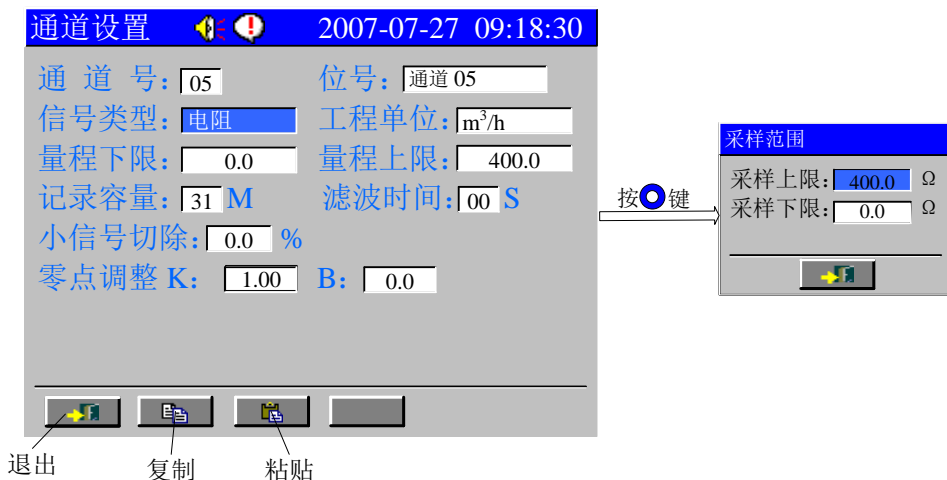 通道设置 2007-07-27 09:18:30
通 道 号: 05 位号: 通道 05
信号类型: 电阻 工程单位: m³/h
量程下限: 0.0 量程上限: 400.0
记录容量: 31 M 滤波时间: 00 S
小信号切除: 0.0 %
零点调整 K: 1.00 B: 0.0
退出
复制
粘贴
按 键
采样范围
采样上限: 400.0 Ω
采样下限: 0.0 Ω